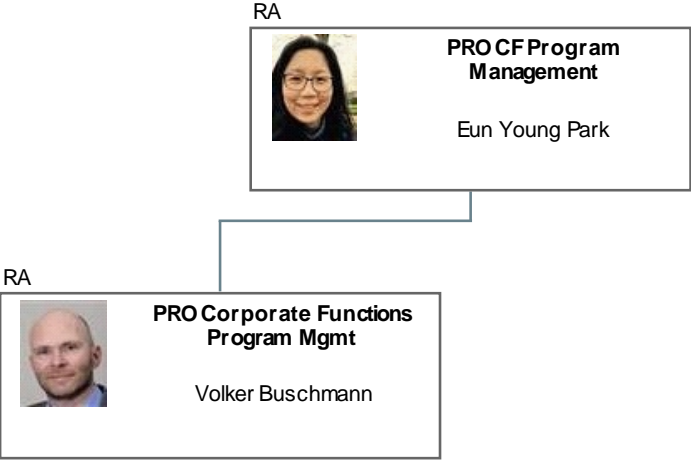 RA
PRO CF Program
Management
Eun Young Park
RA
PRO Corporate Functions
Program Mgmt
Volker Buschmann